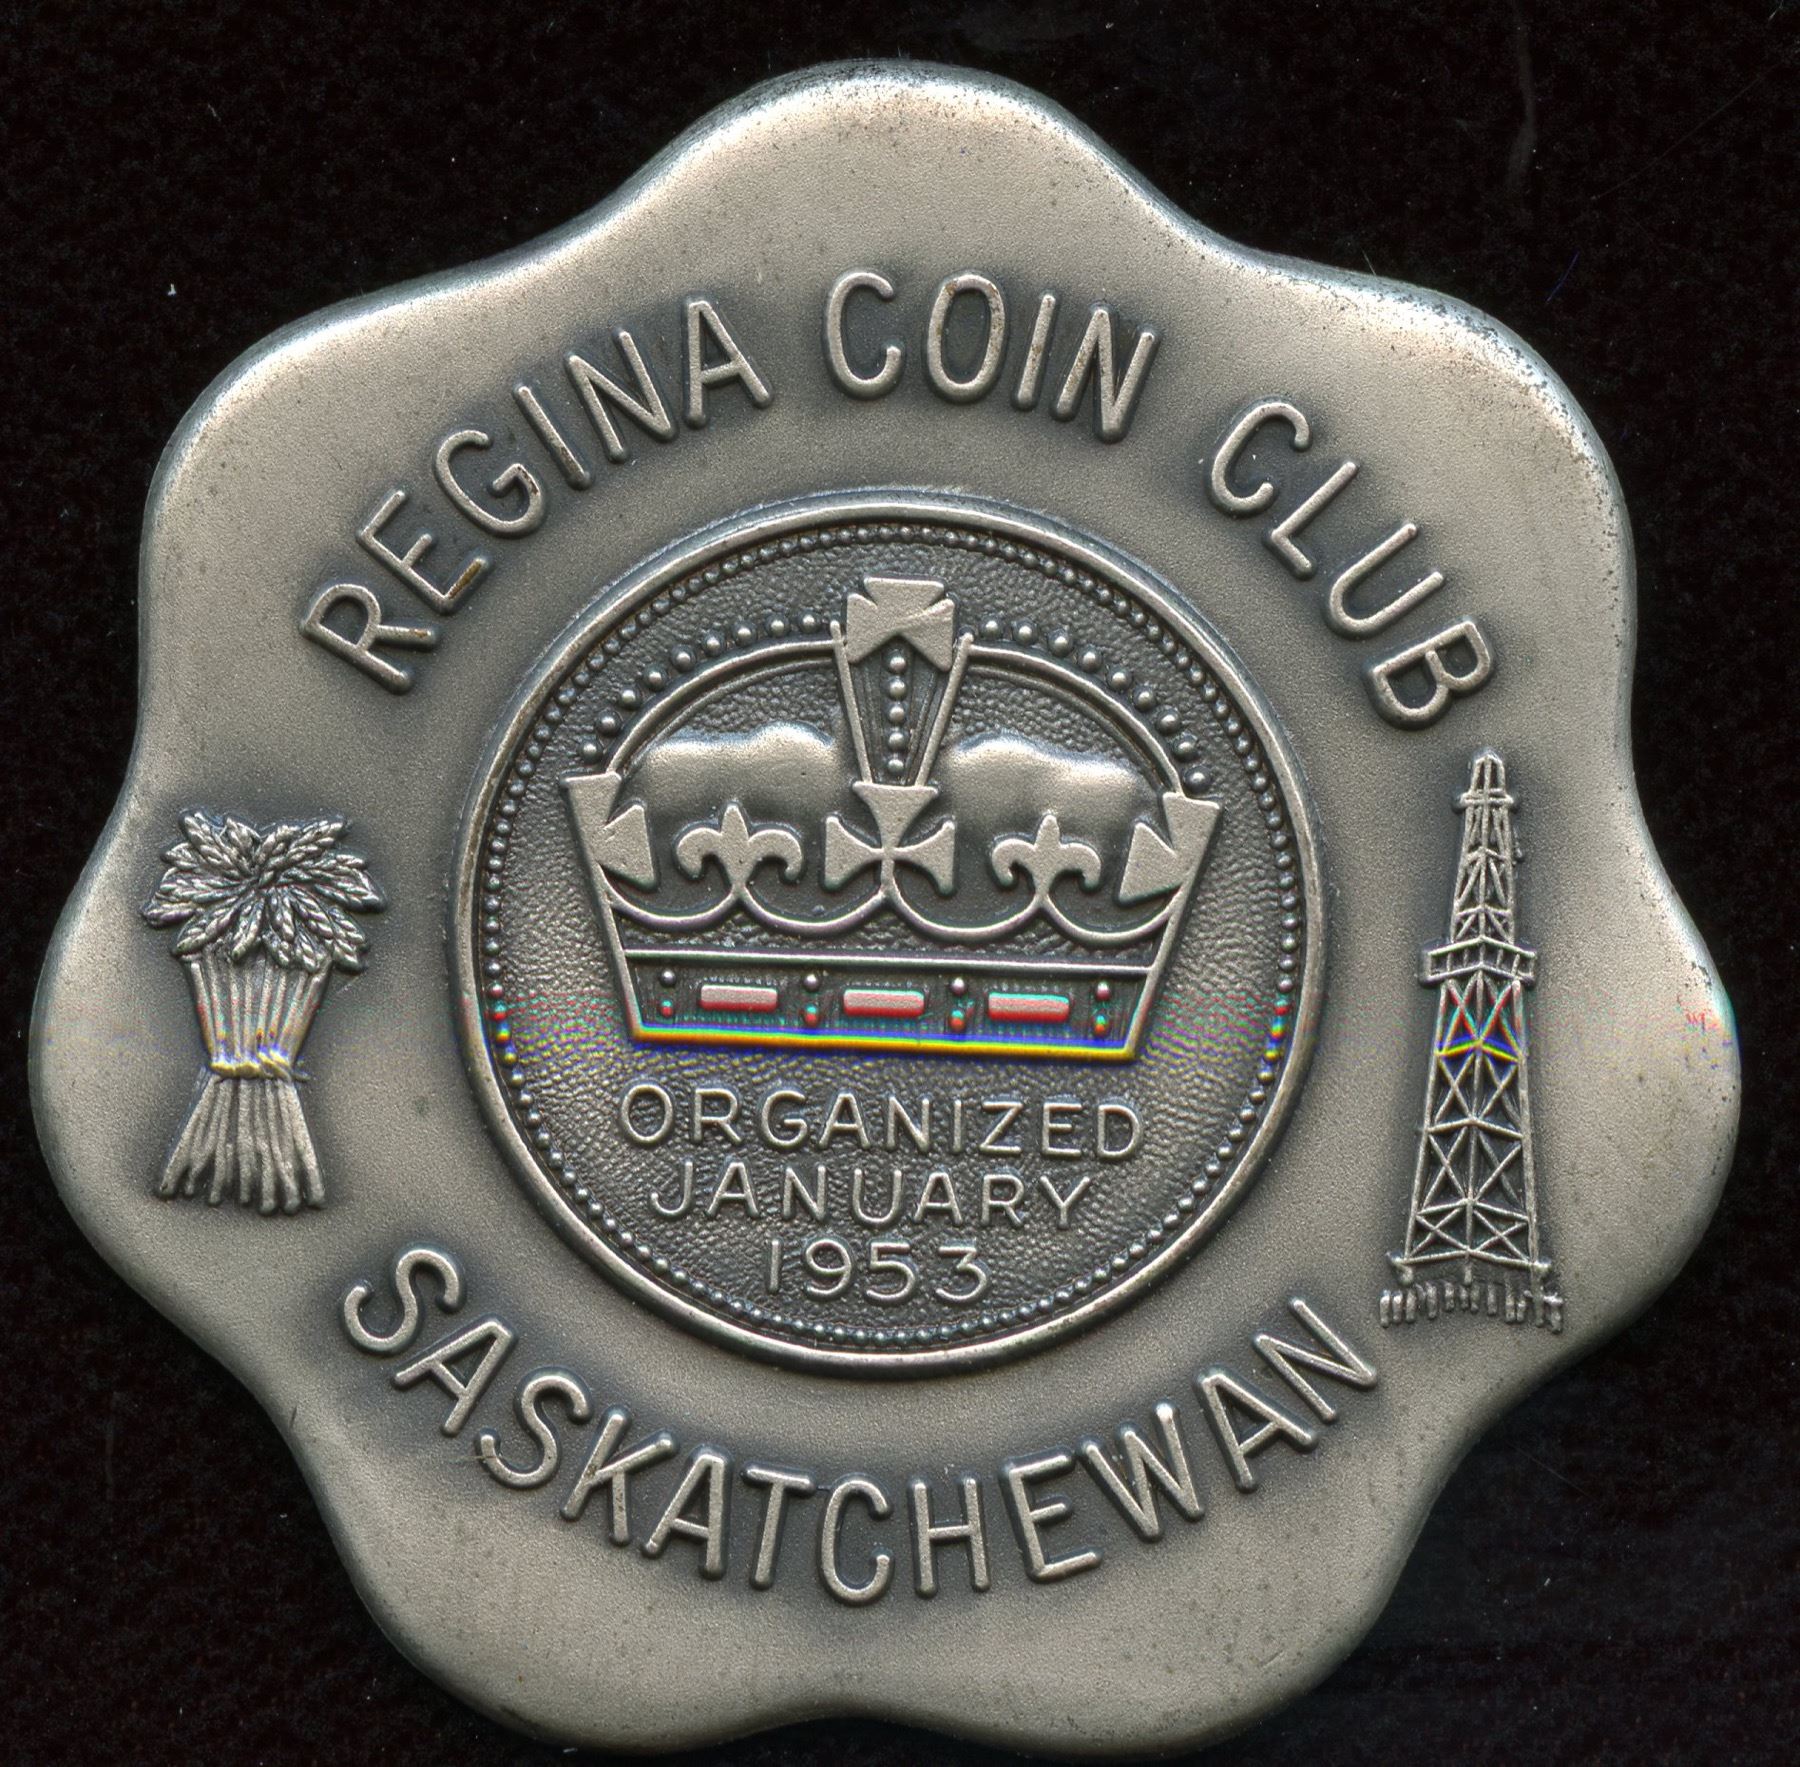 REGINA COIN CLUB
ORGANIZED
JANUARY
1953
SASKATCHEWAN